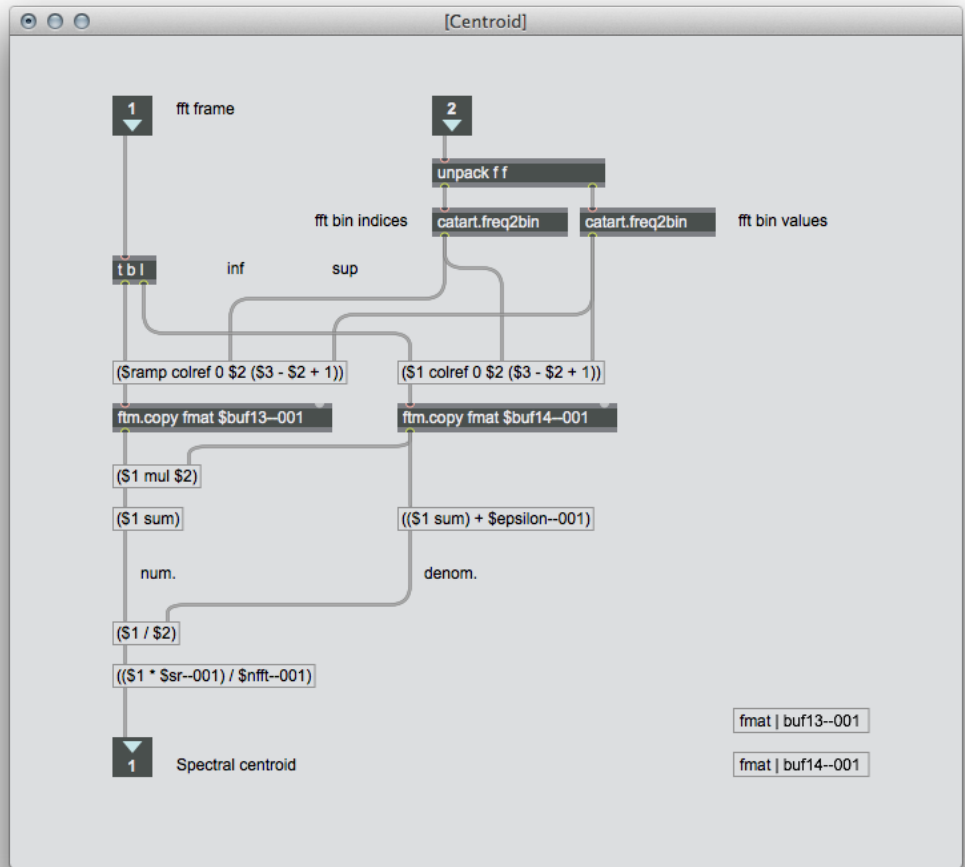 [Centroid]
1
fft frame
2
unpack f f
fft bin indices
catart.freq2bin
catart.freq2bin
fft bin values
t b l
inf
sup
($ramp colref 0 $2 ($3 - $2 + 1))
($1 colref 0 $2 ($3 - $2 + 1))
ftm.copy fmat $buf13--001
ftm.copy fmat $buf14--001
($1 mul $2)
($1 sum)
(($1 sum) + $epsilon--001)
num.
denom.
($1 / $2)
(($1 * $sr--001) / $nfft--001)
fmat | buf13--001
1
Spectral centroid
fmat | buf14--001